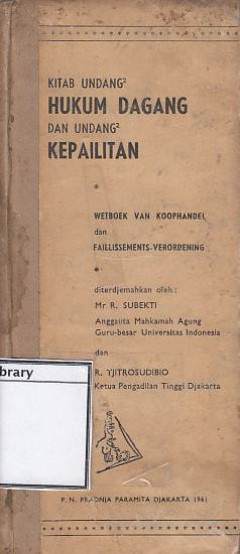 KITAB UNDANG²
HUKUM DAGANG
DAN UNDANG²
KEPAILITAN
WETBOEK VAN KOOPHANDEL
dan
FAILLISSEMENTS-VERORDENING
diterdjemahkan oleh :
Mr R. SUBEKTI
Anggauta Mahkamah Agung
Guru-besar Universitas Indonesia
dan
R. TJITROSUDIBIO
Ketua Pengadilan Tinggi Djakarta
P. N. PRADNJA PARAMITA DJAKARTA 1961
library